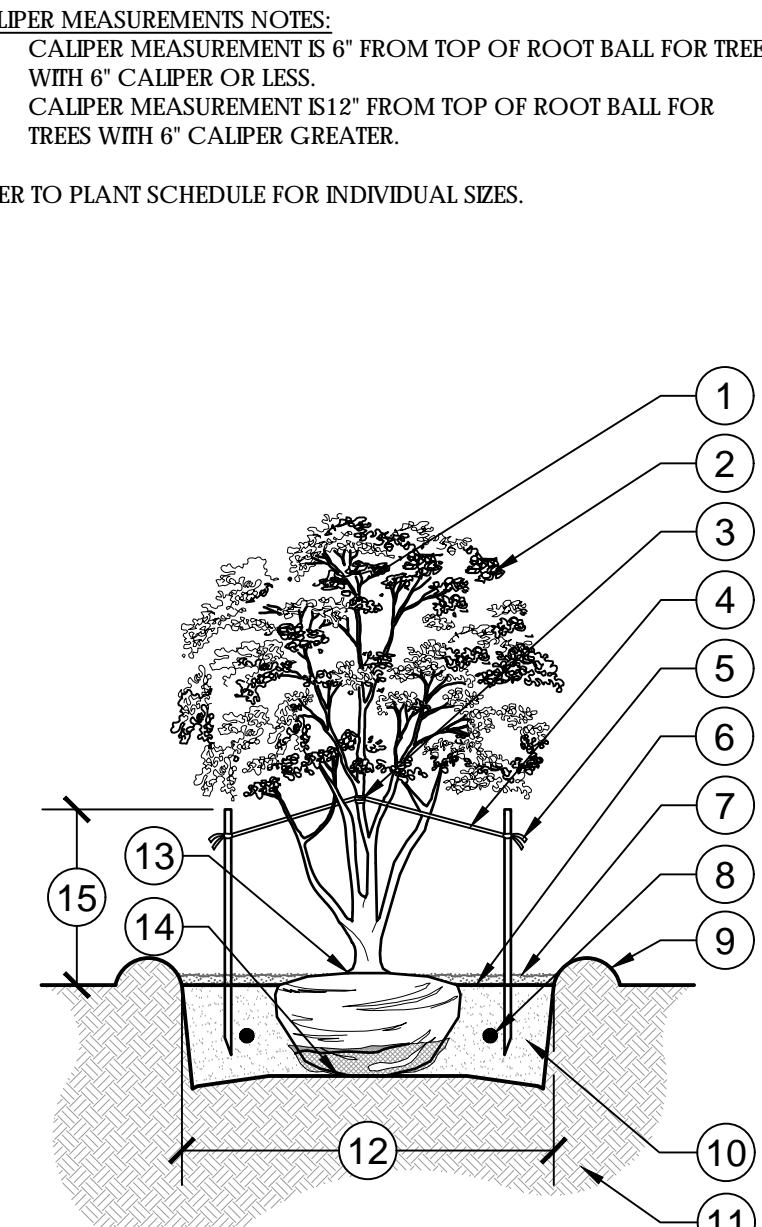 LIPER MEASUREMENTS NOTES:
CALIPER MEASUREMENT IS 6" FROM TOP OF ROOT BALL FOR TREE
WITH 6" CALIPER OR LESS.
CALIPER MEASUREMENT IS12" FROM TOP OF ROOT BALL FOR
TREES WITH 6" CALIPER GREATER.
ER TO PLANT SCHEDULE FOR INDIVIDUAL SIZES.
1
2
3
4
5
6
7
8
9
13
15
14
12
10
11